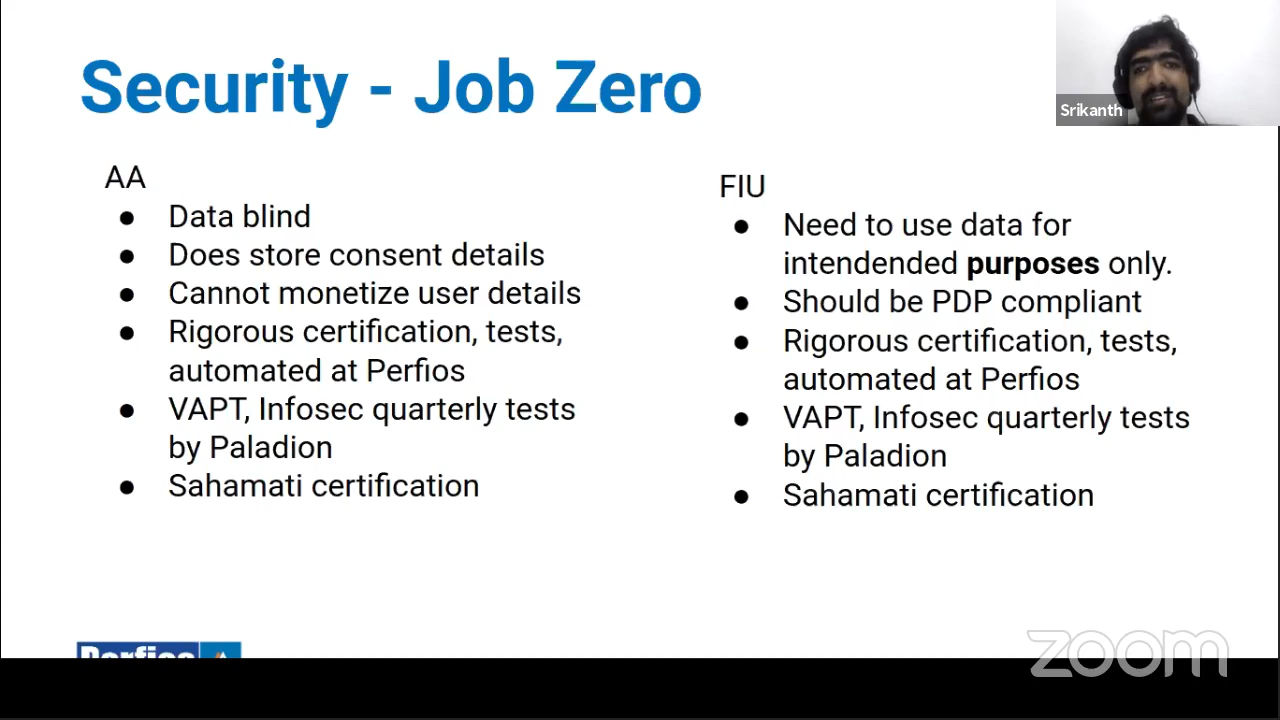 Security - Job Zero
Srikanth
AA
● Data blind
● Does store consent details
● Cannot monetize user details
● Rigorous certification, tests,
automated at Perfios
● VAPT, Infosec quarterly tests
by Paladion
● Sahamati certification
FIU
● Need to use data for
intendended purposes only.
● Should be PDP compliant
● Rigorous certification, tests,
automated at Perfios
● VAPT, Infosec quarterly tests
by Paladion
● Sahamati certification
Perfios
zoom